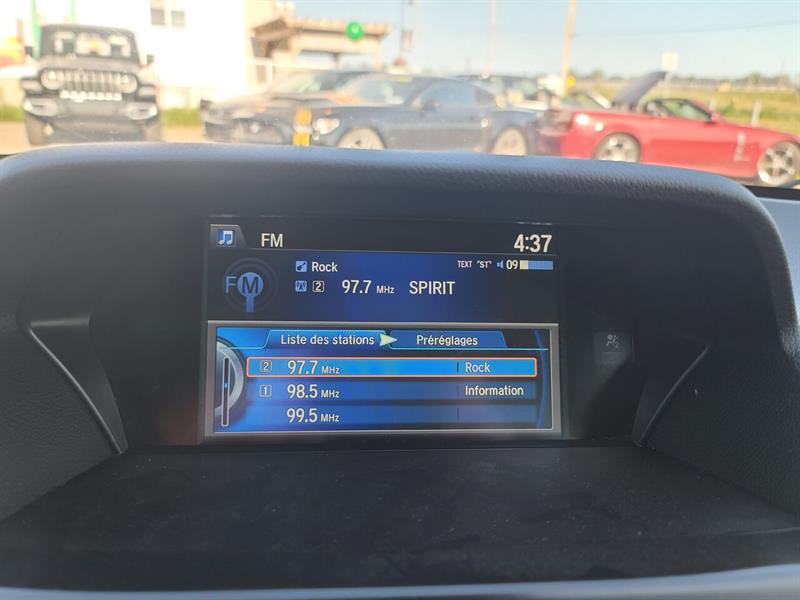 FM 4:37
Rock TEXT "ST" 09
FM 2 97.7 MHz SPIRIT
Liste des stations Préréglages
2 97.7 MHz Rock
1 98.5 MHz Information
99.5 MHz